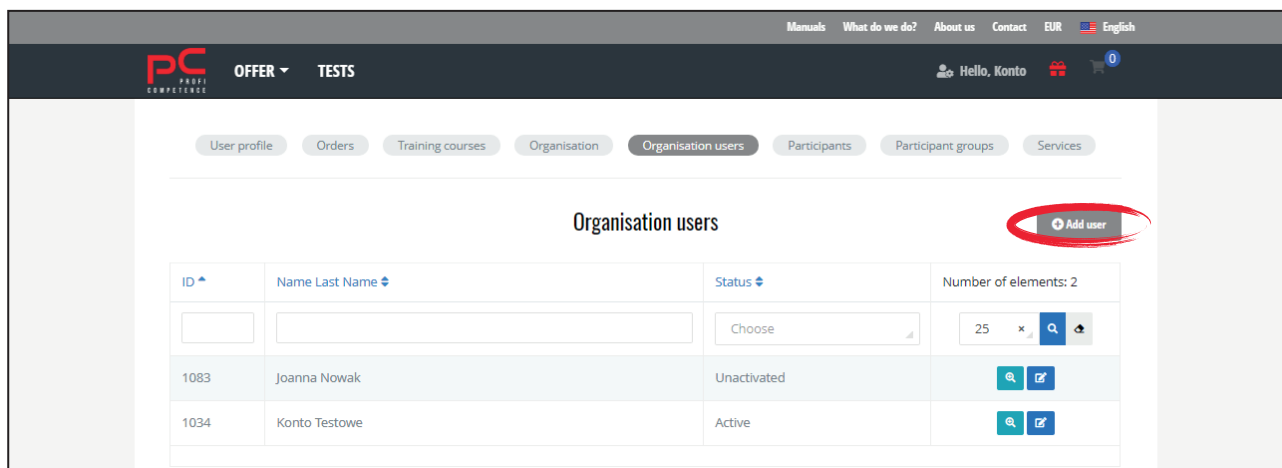 Manuals What do we do? About us Contact EUR English
PC PROFI COMPETENCE
OFFER TESTS Hello, Konto 0
User profile Orders Training courses Organisation Organisation users Participants Participant groups Services
Organisation users Add user
ID Name Last Name Status Number of elements: 2
Choose 25 ×
1083 Joanna Nowak Unactivated
1034 Konto Testowe Active